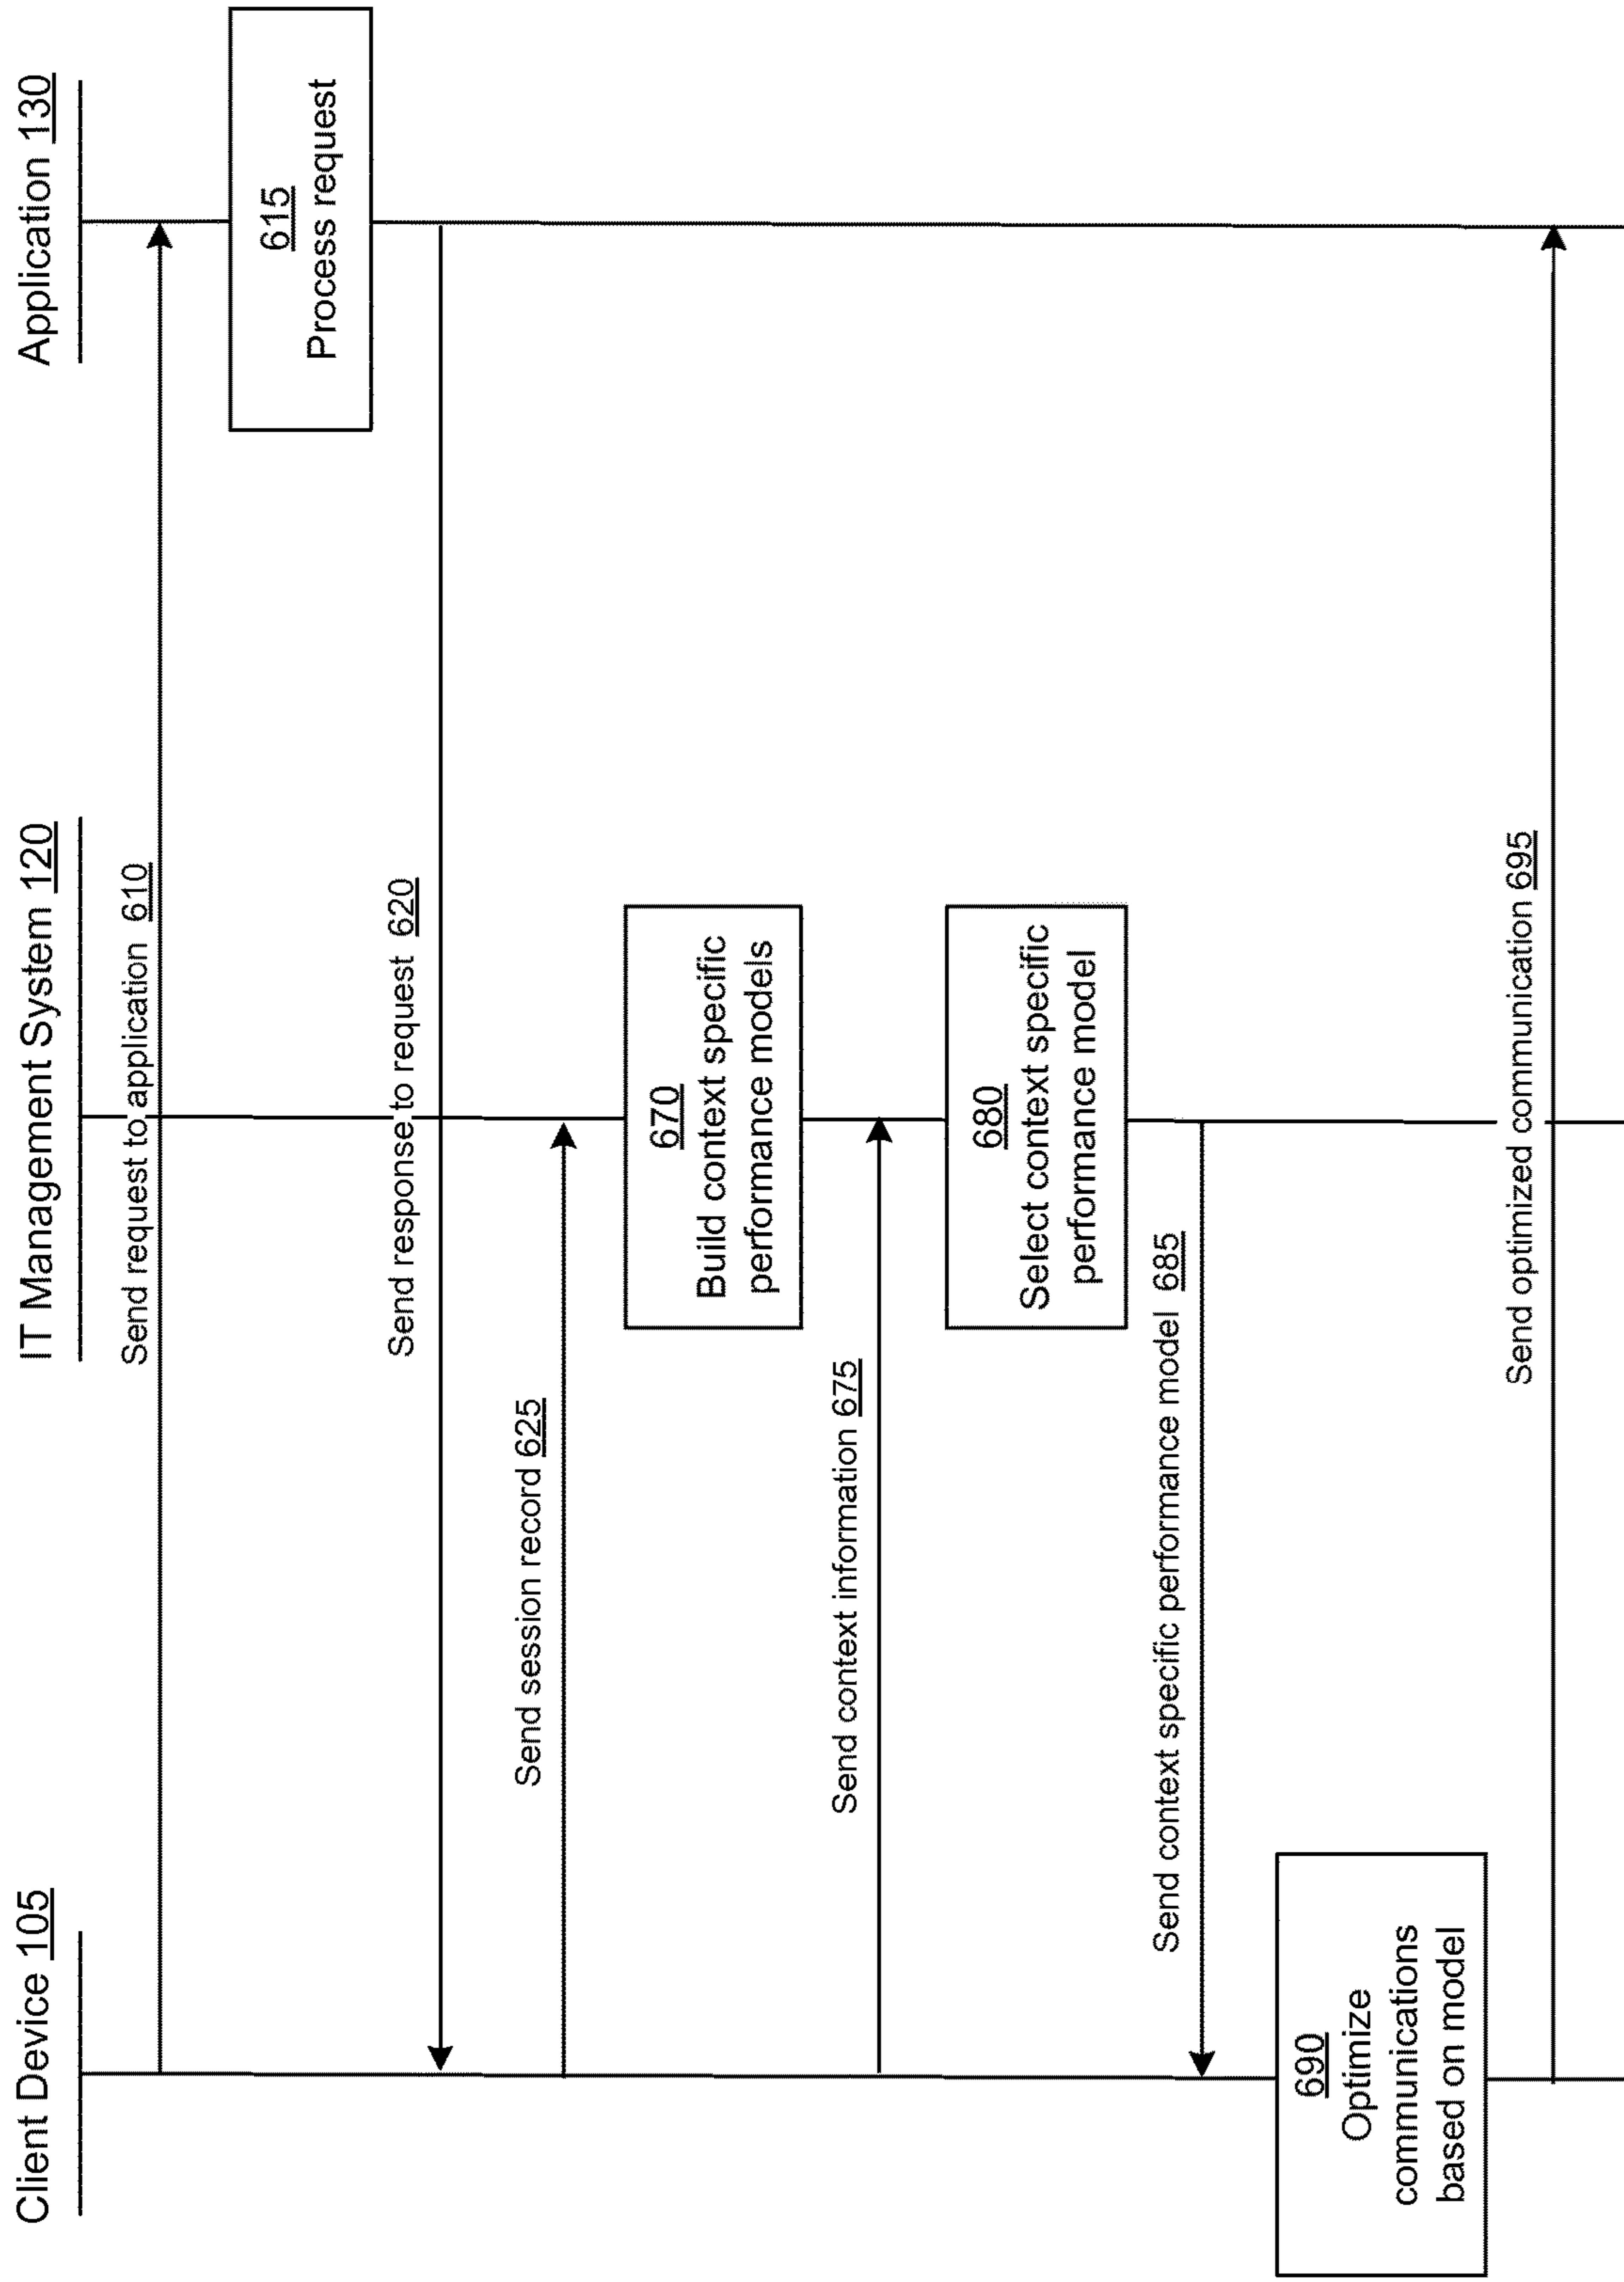 Client Device 105
IT Management System 120
Application 130
Send request to application 610
615
Process request
Send response to request 620
Send session record 625
670
Build context specific
performance models
Send context information 675
680
Select context specific
performance model
Send context specific performance model 685
690
Optimize
communications
based on model
Send optimized communication 695